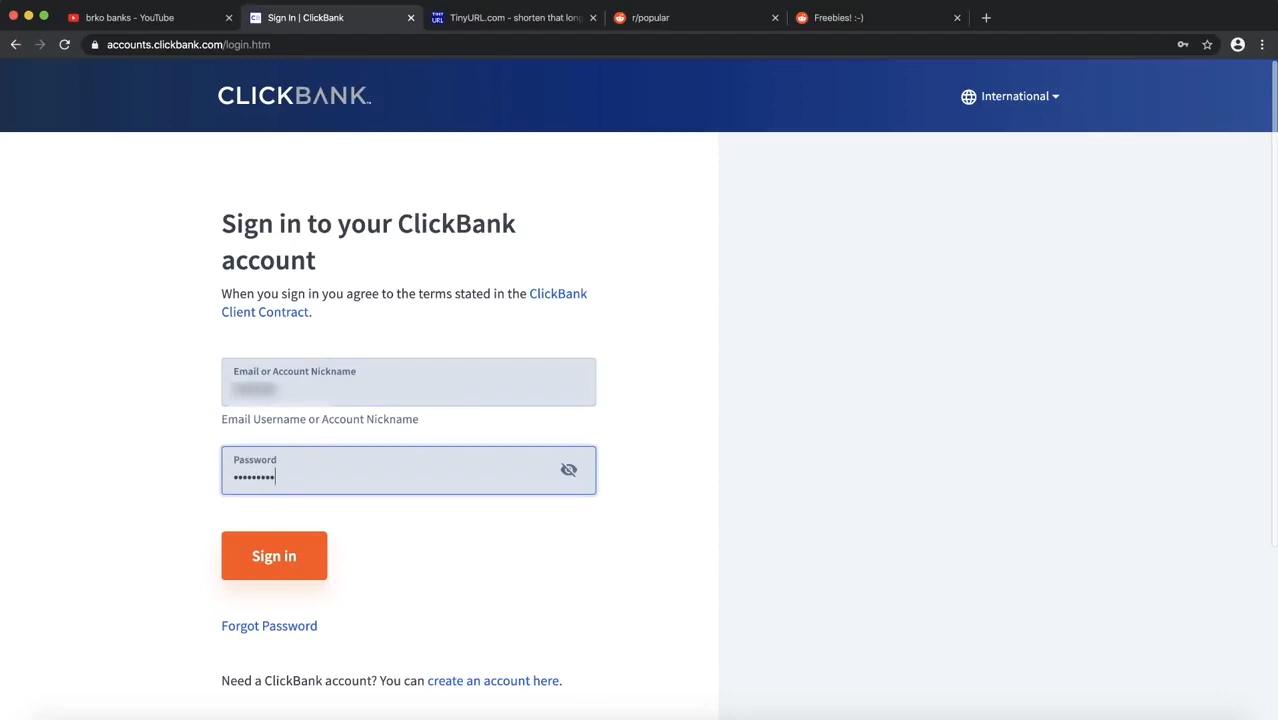 brko banks - YouTube
Sign In | ClickBank
TinyURL.com - shorten that long
r/popular
Freebies! :-)
accounts.clickbank.com/login.htm
CLICKBANK
International
Sign in to your ClickBank
account
When you sign in you agree to the terms stated in the ClickBank
Client Contract.
Email or Account Nickname
Email Username or Account Nickname
Password
•••••••••
Sign in
Forgot Password
Need a ClickBank account? You can create an account here.